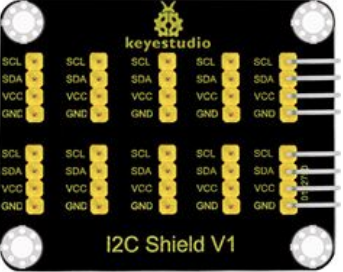 keyestudio
SCL SCL SCL SCL SCL
SDA SDA SDA SDA SDA
VCC VCC VCC VCC VCC
GND GND GND GND GND
SCL SCL SCL SCL SCL
SDA SDA SDA SDA SDA
VCC VCC VCC VCC VCC
GND GND GND GND GND
I2C Shield V1